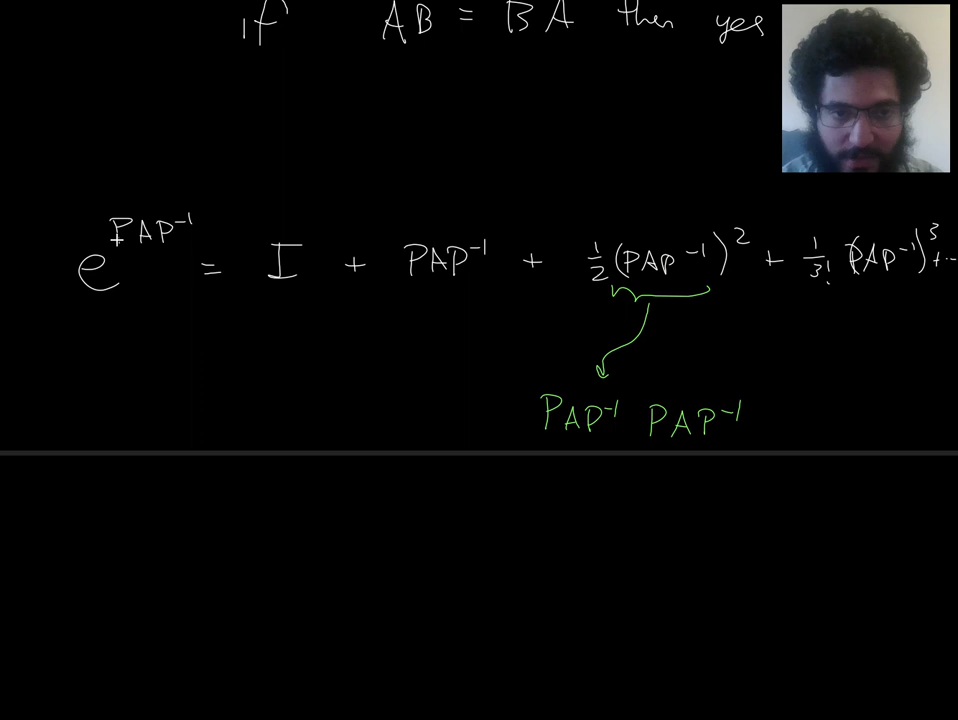 if AB = BA then yes
e^{PAP⁻¹} = I + PAP⁻¹ + 1/2 (PAP⁻¹)² + 1/3! (PAP⁻¹)³ + ...
PAP⁻¹ PAP⁻¹